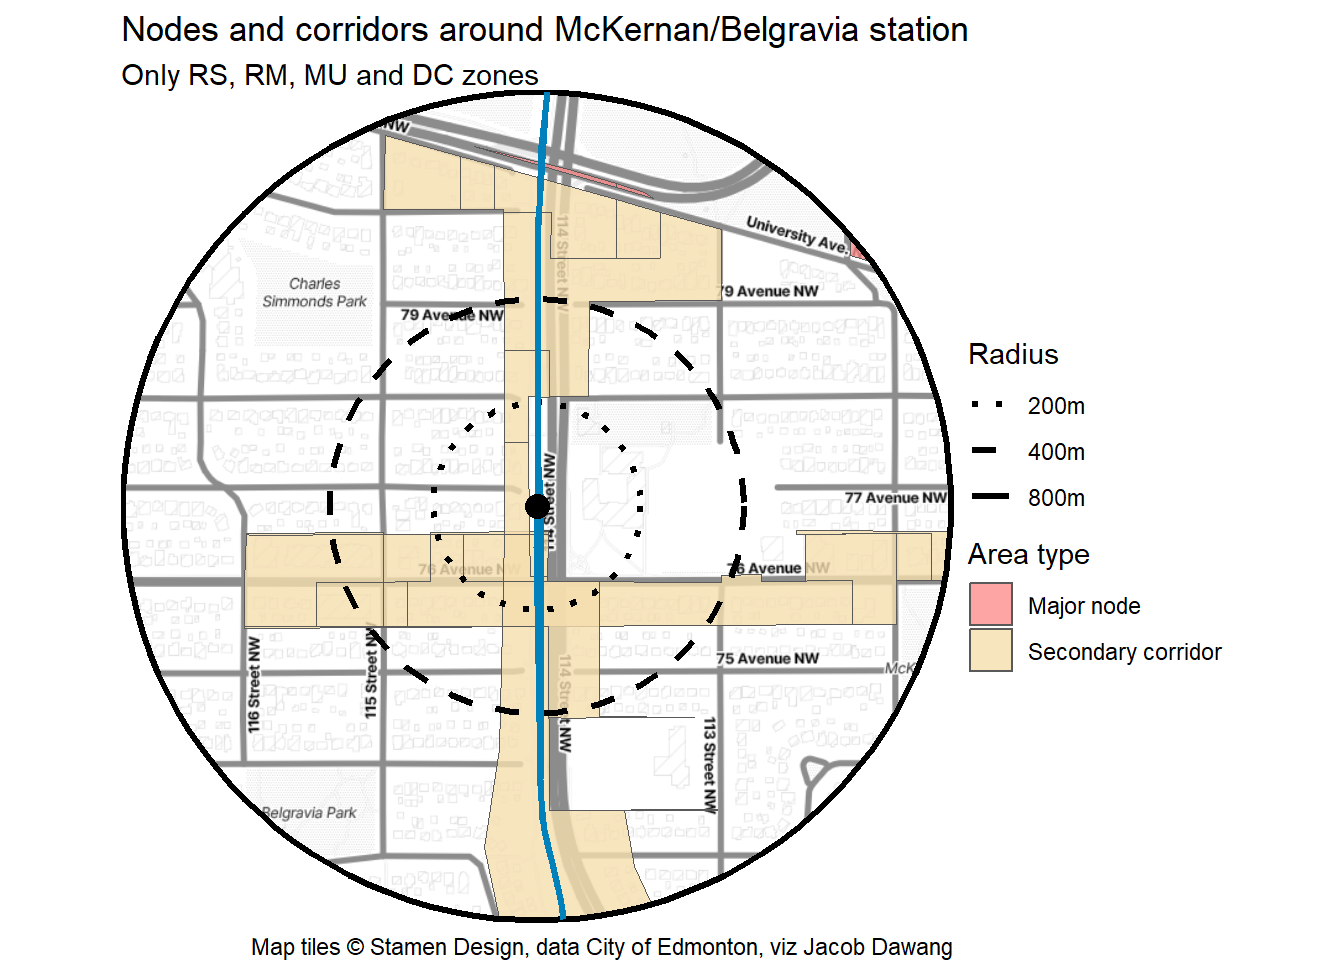 Nodes and corridors around McKernan/Belgravia station
Only RS, RM, MU and DC zones
NW
University Ave.
114 Street NW
Charles
Simmonds Park
79 Avenue NW
79 Avenue NW
Radius
200m
400m
800m
114 Street NW
77 Avenue NW
76 Avenue NW
76 Avenue NW
Area type
Major node
Secondary corridor
116 Street NW
115 Street NW
114 Street NW
75 Avenue NW
McK
113 Street NW
Belgravia Park
Map tiles © Stamen Design, data City of Edmonton, viz Jacob Dawang